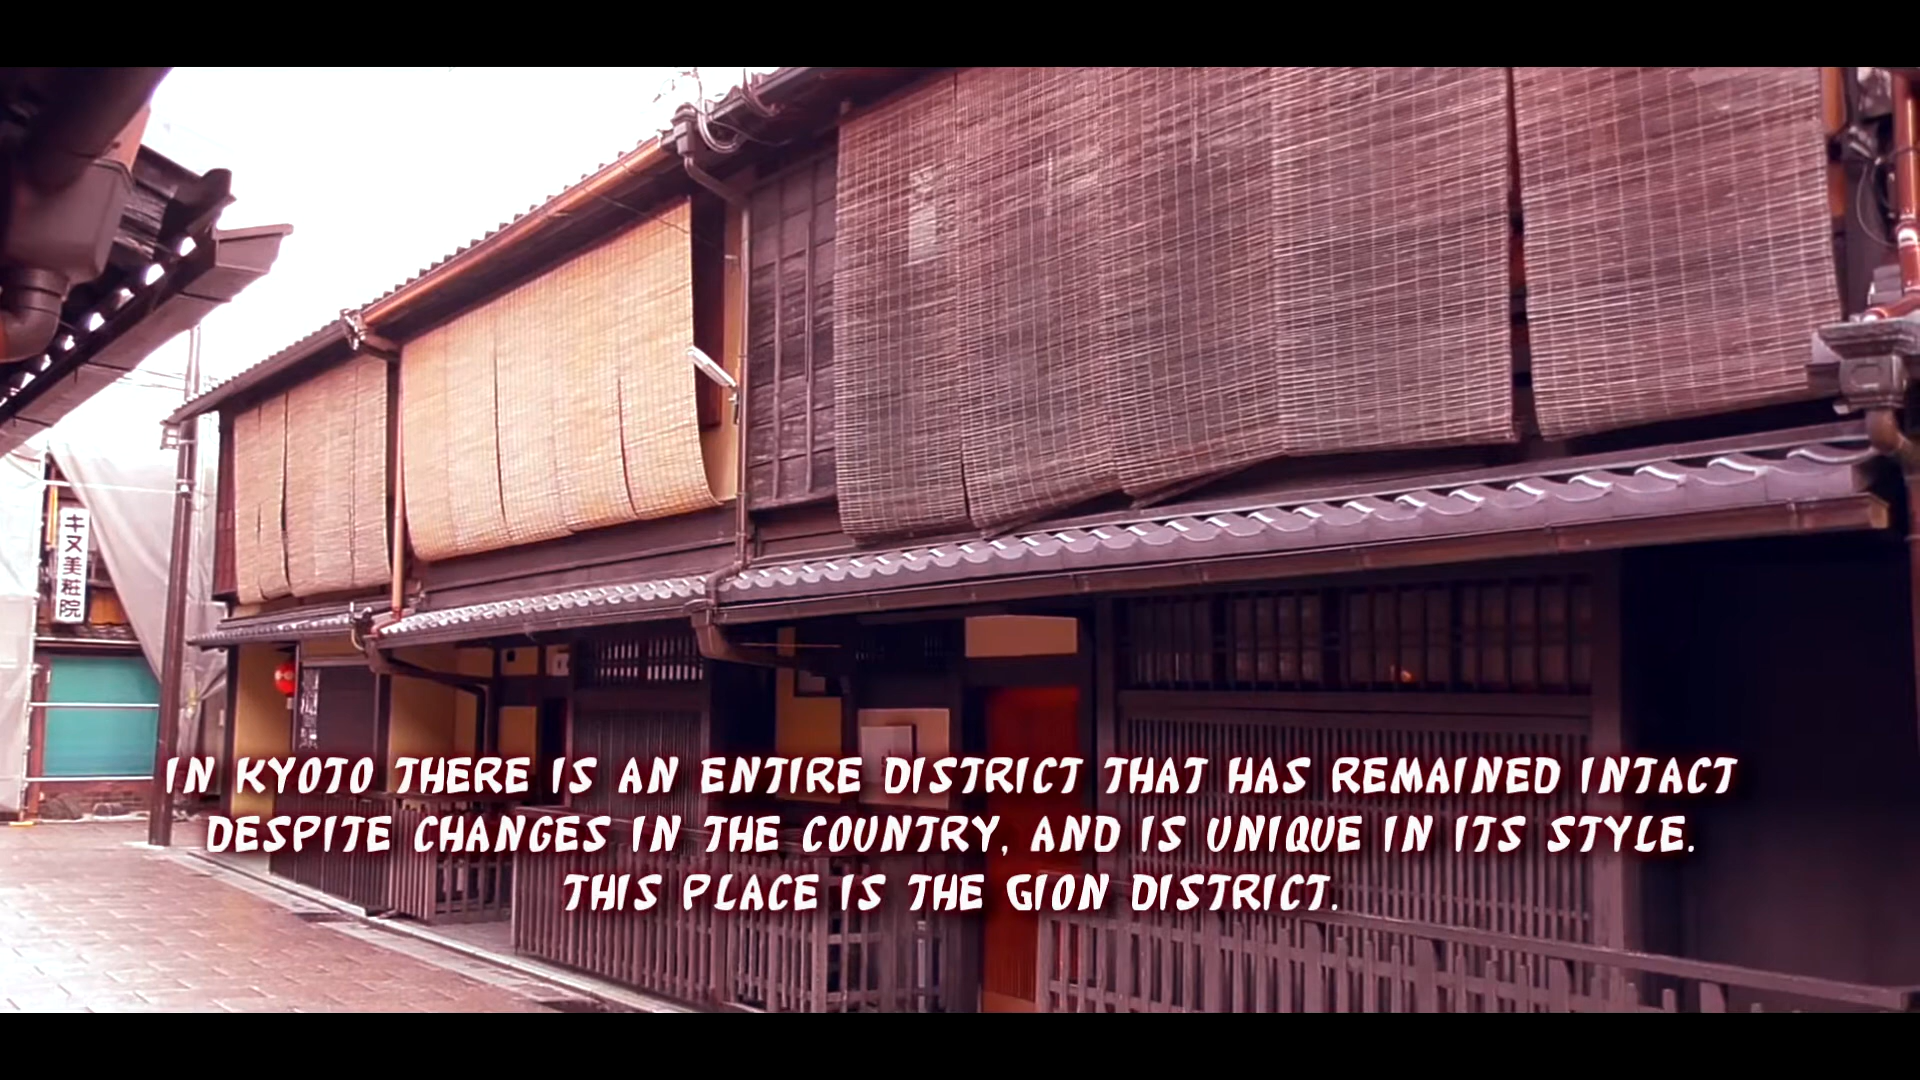 キヌ美粧院
IN KYOTO THERE IS AN ENTIRE DISTRICT THAT HAS REMAINED INTACT
DESPITE CHANGES IN THE COUNTRY, AND IS UNIQUE IN ITS STYLE.
THIS PLACE IS THE GION DISTRICT.